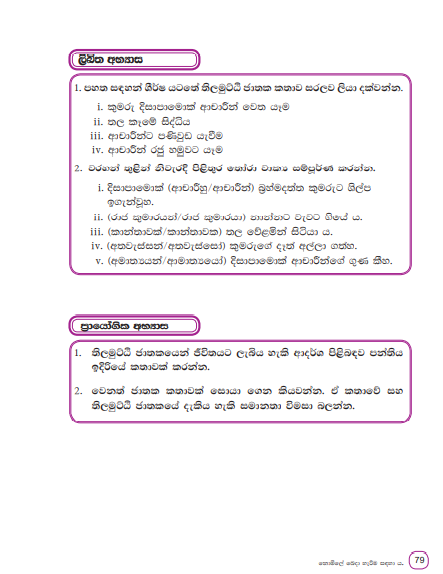 ලිඛිත අභ්‍යාස
1. පහත සඳහන් ශීර්ෂ යටතේ තිලමුට්ඨි ජාතක කතාව සරලව ලියා දක්වන්න.
i. කුමරු දිසාපාමොක් ආචාරීන් වෙත යෑම
ii. තල කෑමේ සිද්ධිය
iii. ආචාරීන්ට පණිවුඩ යැවීම
iv. ආචාරීන් රජු හමුවට යෑම
2. වරහන් තුළින් නිවැරදි පිළිතුර තෝරා වාක්‍ය සම්පූර්ණ කරන්න.
i. දිසාපාමොක් (ආචාරීහු/ආචාරීන්) බ්‍රහ්මදත්ත කුමරුට ශිල්ප
ඉගැන්වූහ.
ii. (රාජ කුමාරයන්/රාජ කුමාරයා) නාන්නට වැවට ගියේ ය.
iii. (කාන්තාවක්/කාන්තාවක) තල වේළමින් සිටියා ය.
iv. (අතවැස්සන්/අතවැස්සෝ) කුමරුගේ දෑත් අල්ලා ගත්හ.
v. (අමාත්‍යයන්/ආමාත්‍යයෝ) දිසාපාමොක් ආචාරීන්ගේ ගුණ කීහ.
ප්‍රායෝගික අභ්‍යාස
1. තිලමුට්ඨි ජාතකයෙන් ජීවිතයට ලැබිය හැකි ආදර්ශ පිළිබඳව පන්තිය
ඉදිරියේ කතාවක් කරන්න.
2. වෙනත් ජාතක කතාවක් සොයා ගෙන කියවන්න. ඒ කතාවේ සහ
තිලමුට්ඨි ජාතකයේ දැකිය හැකි සමානතා විමසා බලන්න.
නොමිලේ බෙදා හැරීම සඳහා ය.
79